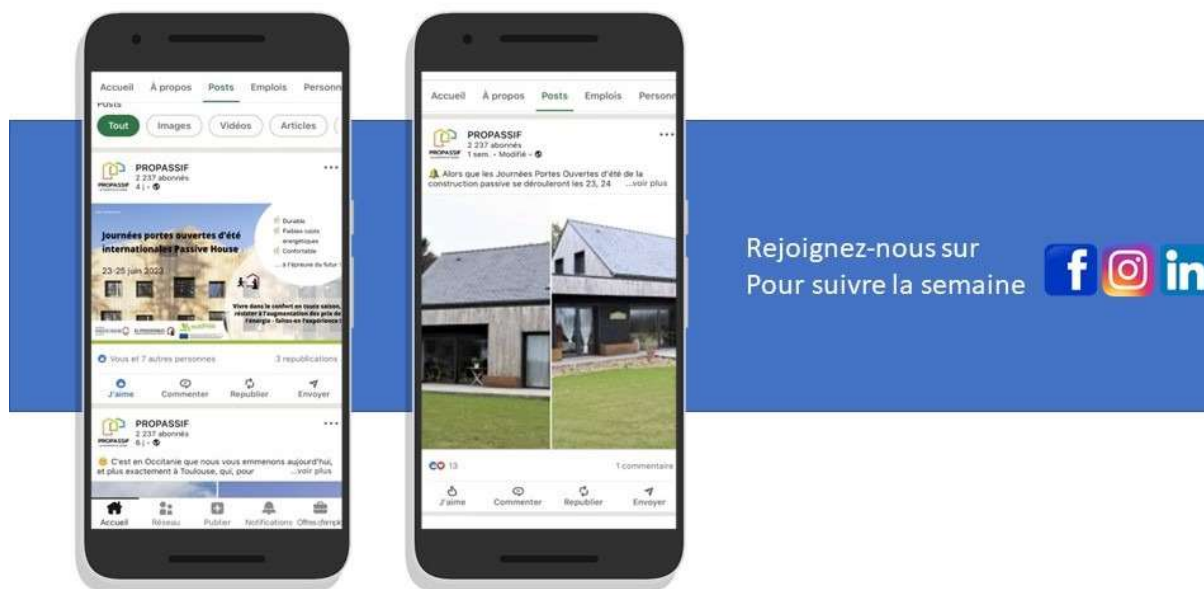 Accueil À propos Posts Emplois Personn
Posts
Tout Images Vidéos Articles
PROPASSIF
2 237 abonnés
4 j •
PROPASSIF
Journées portes ouvertes d'été
internationales Passive House
23-25 juin 2023
Durable
Faibles coûts
énergétiques
Confortable
... à l'épreuve du futur !
Vivre dans le confort en toute saison,
résister à l'augmentation des prix de
l'énergie - faites-en l'expérience !
Vous et 7 autres personnes 3 republications
J'aime Commenter Republier Envoyer
PROPASSIF
2 237 abonnés
6 j •
PROPASSIF
C'est en Occitanie que nous vous emmenons aujourd'hui,
et plus exactement à Toulouse, qui, pour ...voir plus
Accueil Réseau Publier Notifications Offres d'emplo
Accueil À propos Posts Emplois Personn
PROPASSIF
2 237 abonnés
1 sem. • Modifié •
PROPASSIF
Alors que les Journées Portes Ouvertes d'été de la
construction passive se dérouleront les 23, 24 ...voir plus
13 1 commentaire
J'aime Commenter Republier Envoyer
Rejoignez-nous sur
Pour suivre la semaine
f in